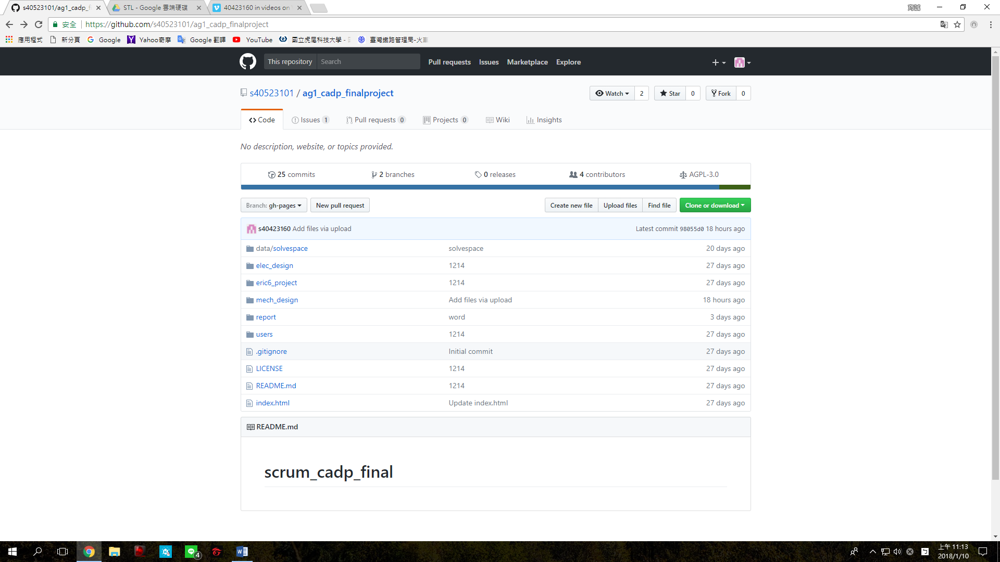 s40523101/ag1_cadp_f
STL - Google 雲端硬碟
40423160 in videos on
安全
https://github.com/s40523101/ag1_cadp_finalproject
應用程式
新分頁
Google
Yahoo奇摩
Google 翻譯
YouTube
國立虎尾科技大學 -
臺灣鐵路管理局-火車
This repository
Search
Pull requests
Issues
Marketplace
Explore
s40523101 / ag1_cadp_finalproject
Watch 2
Star 0
Fork 0
Code
Issues 1
Pull requests 0
Projects 0
Wiki
Insights
No description, website, or topics provided.
25 commits
2 branches
0 releases
4 contributors
AGPL-3.0
Branch: gh-pages
New pull request
Create new file
Upload files
Find file
Clone or download
s40423160 Add files via upload
Latest commit 98055d0 18 hours ago
data/solvespace solvespace 20 days ago
elec_design 1214 27 days ago
eric6_project 1214 27 days ago
mech_design Add files via upload 18 hours ago
report word 3 days ago
users 1214 27 days ago
.gitignore Initial commit 27 days ago
LICENSE 1214 27 days ago
README.md 1214 27 days ago
index.html Update index.html 27 days ago
README.md
scrum_cadp_final
4
上午 11:13
2018/1/10